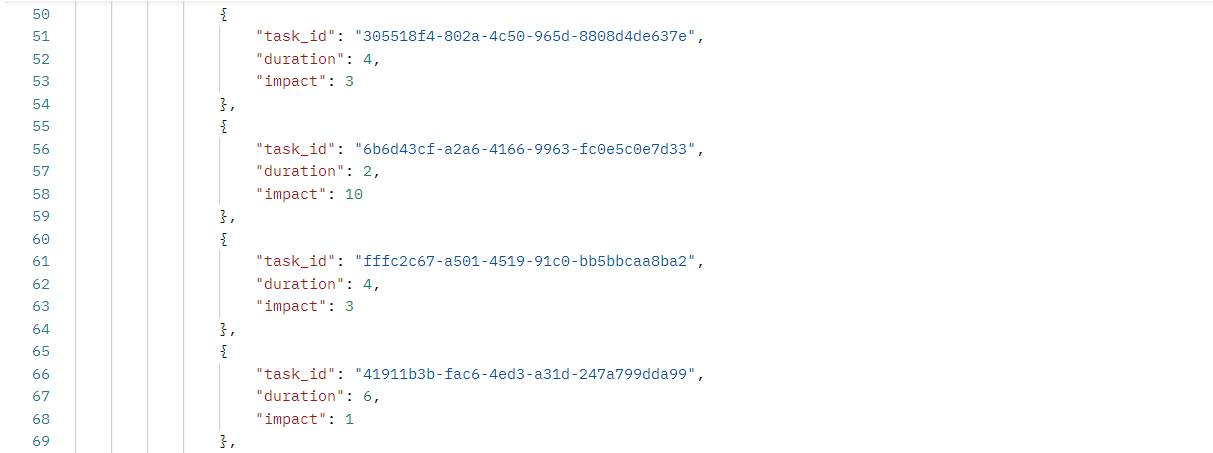 50 {
51 "task_id": "305518f4-802a-4c50-965d-8808d4de637e",
52 "duration": 4,
53 "impact": 3
54 },
55 {
56 "task_id": "6b6d43cf-a2a6-4166-9963-fc0e5c0e7d33",
57 "duration": 2,
58 "impact": 10
59 },
60 {
61 "task_id": "fffc2c67-a501-4519-91c0-bb5bbcaa8ba2",
62 "duration": 4,
63 "impact": 3
64 },
65 {
66 "task_id": "41911b3b-fac6-4ed3-a31d-247a799dda99",
67 "duration": 6,
68 "impact": 1
69 },